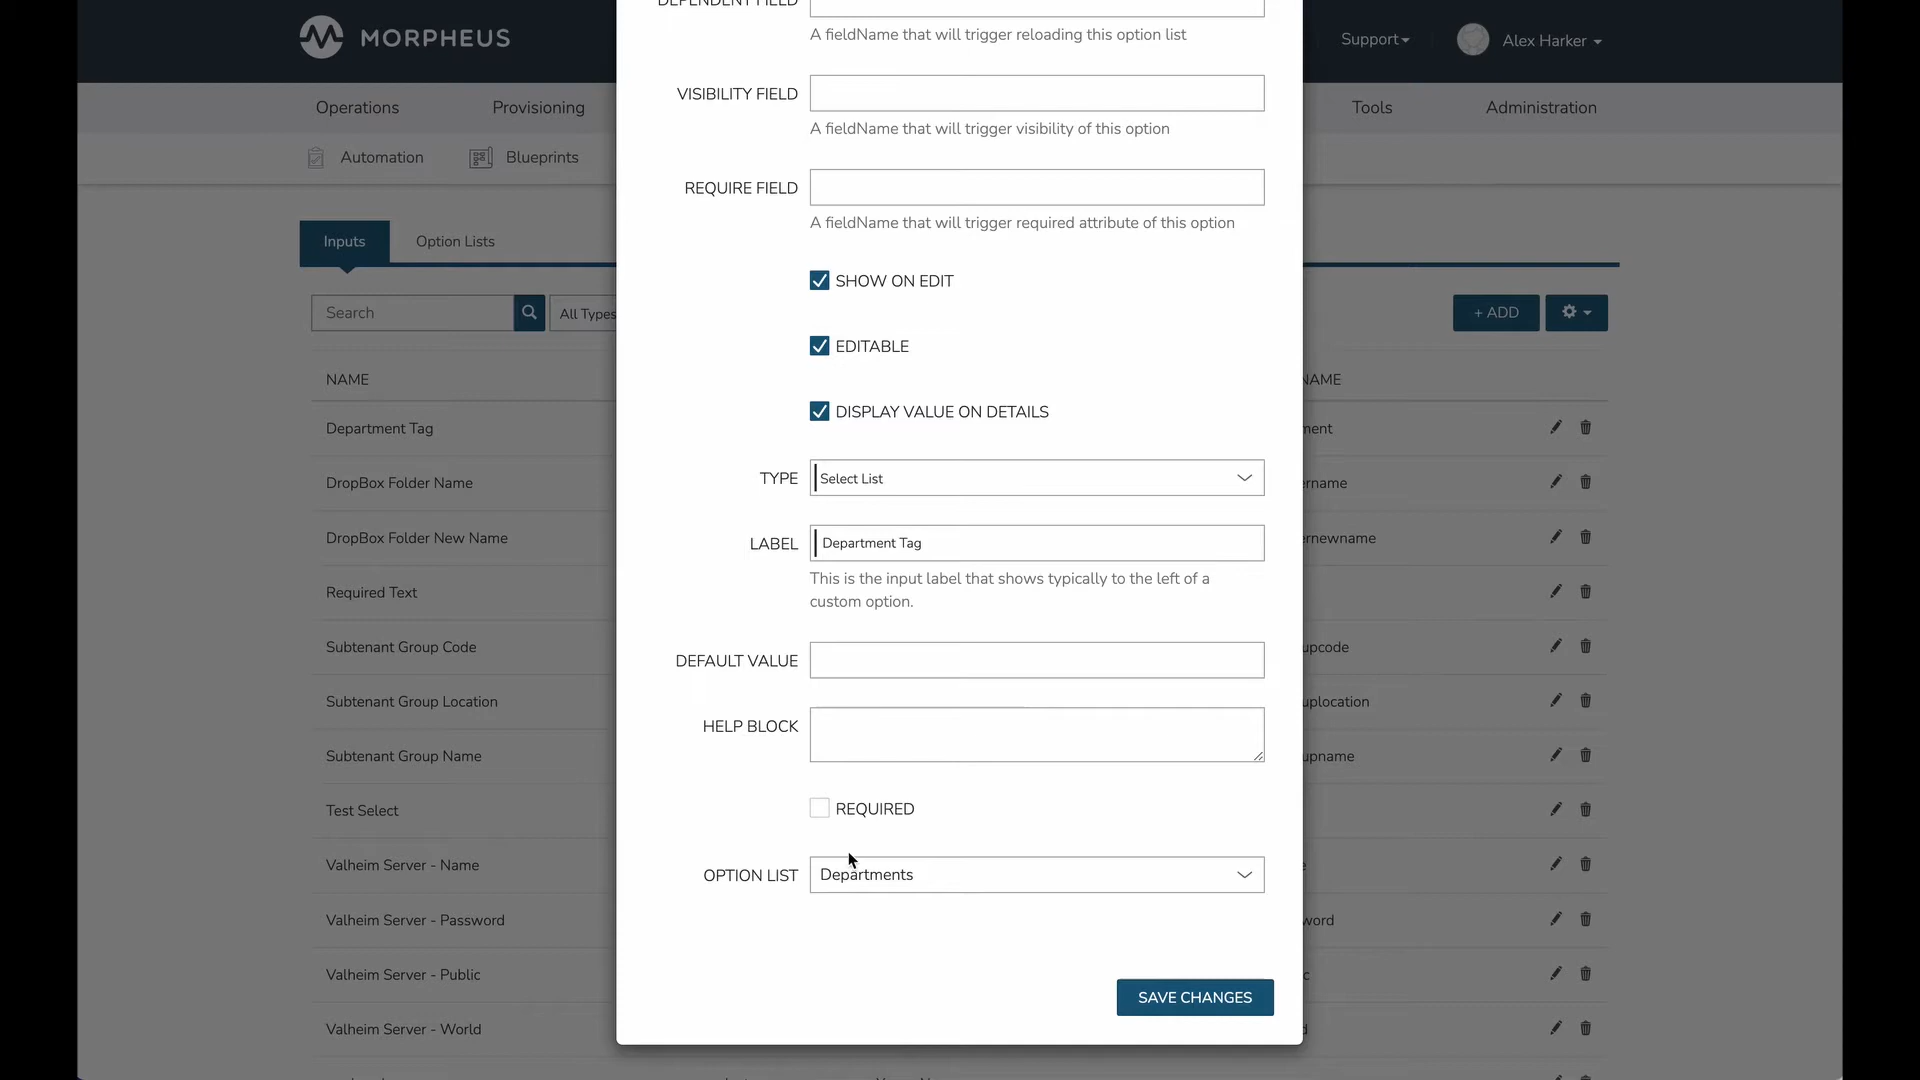 MORPHEUS
Support
Alex Harker
Operations
Provisioning
Tools
Administration
Automation
Blueprints
Inputs
Option Lists
Search
All Types
+ ADD
NAME
NAME
Department Tag
DropBox Folder Name
DropBox Folder New Name
Required Text
Subtenant Group Code
Subtenant Group Location
Subtenant Group Name
Test Select
Valheim Server - Name
Valheim Server - Password
Valheim Server - Public
Valheim Server - World
ment
ername
ernewname
upcode
uplocation
upname
word
DEPENDENT FIELD
A fieldName that will trigger reloading this option list
VISIBILITY FIELD
A fieldName that will trigger visibility of this option
REQUIRE FIELD
A fieldName that will trigger required attribute of this option
SHOW ON EDIT
EDITABLE
DISPLAY VALUE ON DETAILS
TYPE
Select List
LABEL
Department Tag
This is the input label that shows typically to the left of a
custom option.
DEFAULT VALUE
HELP BLOCK
REQUIRED
OPTION LIST
Departments
SAVE CHANGES